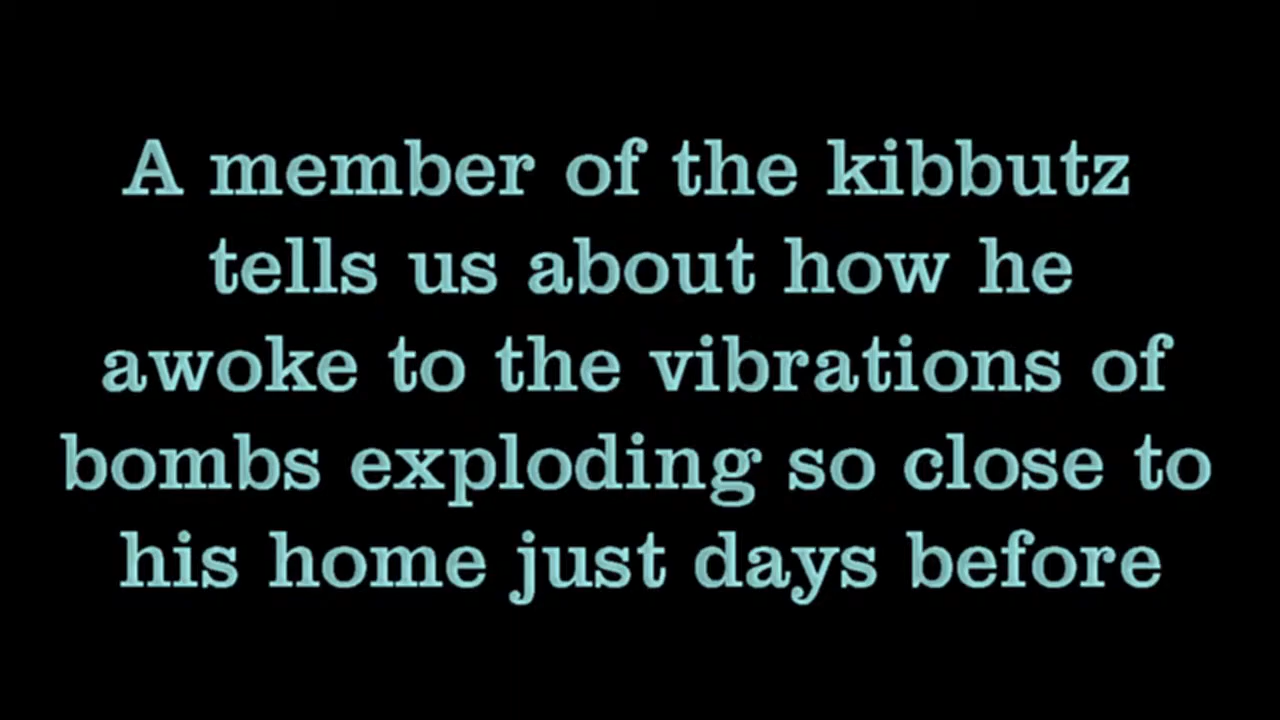 A member of the kibbutz
tells us about how he
awoke to the vibrations of
bombs exploding so close to
his home just days before